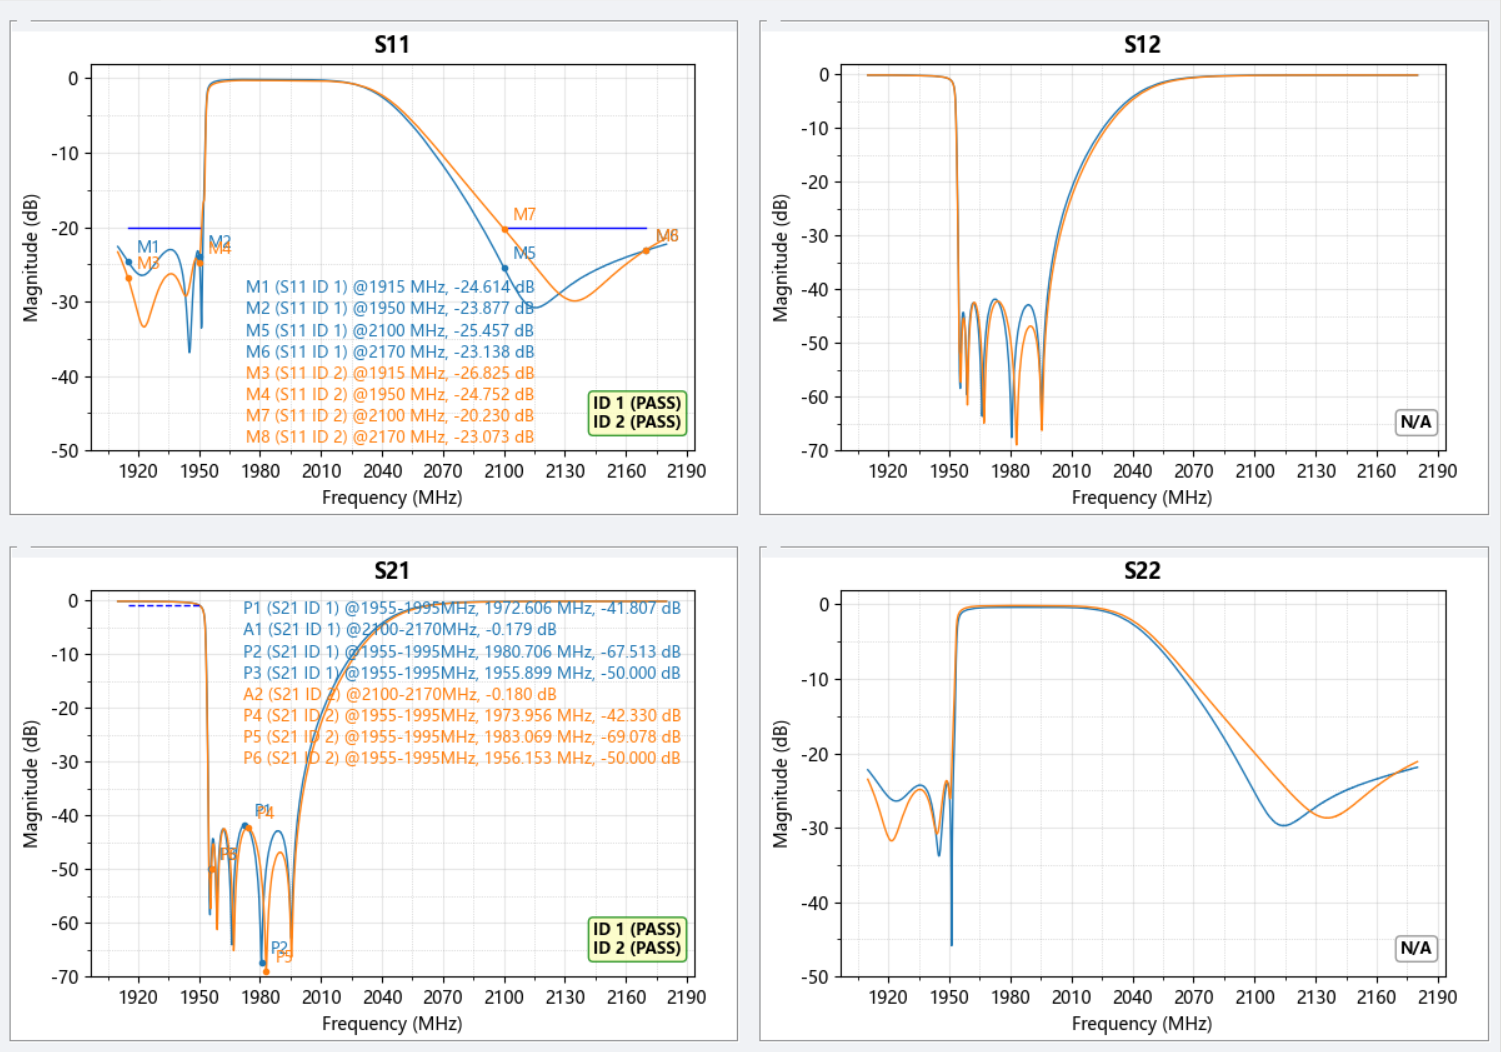 S11
0
-10
-20
-30
-40
-50
Magnitude (dB)
M1
M2
M3
M4
M7
M5
M6
M1 (S11 ID 1) @1915 MHz, -24.614 dB
M2 (S11 ID 1) @1950 MHz, -23.877 dB
M5 (S11 ID 1) @2100 MHz, -25.457 dB
M6 (S11 ID 1) @2170 MHz, -23.138 dB
M3 (S11 ID 2) @1915 MHz, -26.825 dB
M4 (S11 ID 2) @1950 MHz, -24.752 dB
M7 (S11 ID 2) @2100 MHz, -20.230 dB
M8 (S11 ID 2) @2170 MHz, -23.073 dB
ID 1 (PASS)
ID 2 (PASS)
1920 1950 1980 2010 2040 2070 2100 2130 2160 2190
Frequency (MHz)
S12
0
-10
-20
-30
-40
-50
-60
-70
Magnitude (dB)
N/A
1920 1950 1980 2010 2040 2070 2100 2130 2160 2190
Frequency (MHz)
S21
0
-10
-20
-30
-40
-50
-60
-70
Magnitude (dB)
P1 (S21 ID 1) @1955-1995MHz, 1972.606 MHz, -41.807 dB
A1 (S21 ID 1) @2100-2170MHz, -0.179 dB
P2 (S21 ID 1) @1955-1995MHz, 1980.706 MHz, -67.513 dB
P3 (S21 ID 1) @1955-1995MHz, 1955.899 MHz, -50.000 dB
A2 (S21 ID 2) @2100-2170MHz, -0.180 dB
P4 (S21 ID 2) @1955-1995MHz, 1973.956 MHz, -42.330 dB
P5 (S21 ID 2) @1955-1995MHz, 1983.069 MHz, -69.078 dB
P6 (S21 ID 2) @1955-1995MHz, 1956.153 MHz, -50.000 dB
P1
P4
P2
P5
ID 1 (PASS)
ID 2 (PASS)
1920 1950 1980 2010 2040 2070 2100 2130 2160 2190
Frequency (MHz)
S22
0
-10
-20
-30
-40
-50
Magnitude (dB)
N/A
1920 1950 1980 2010 2040 2070 2100 2130 2160 2190
Frequency (MHz)